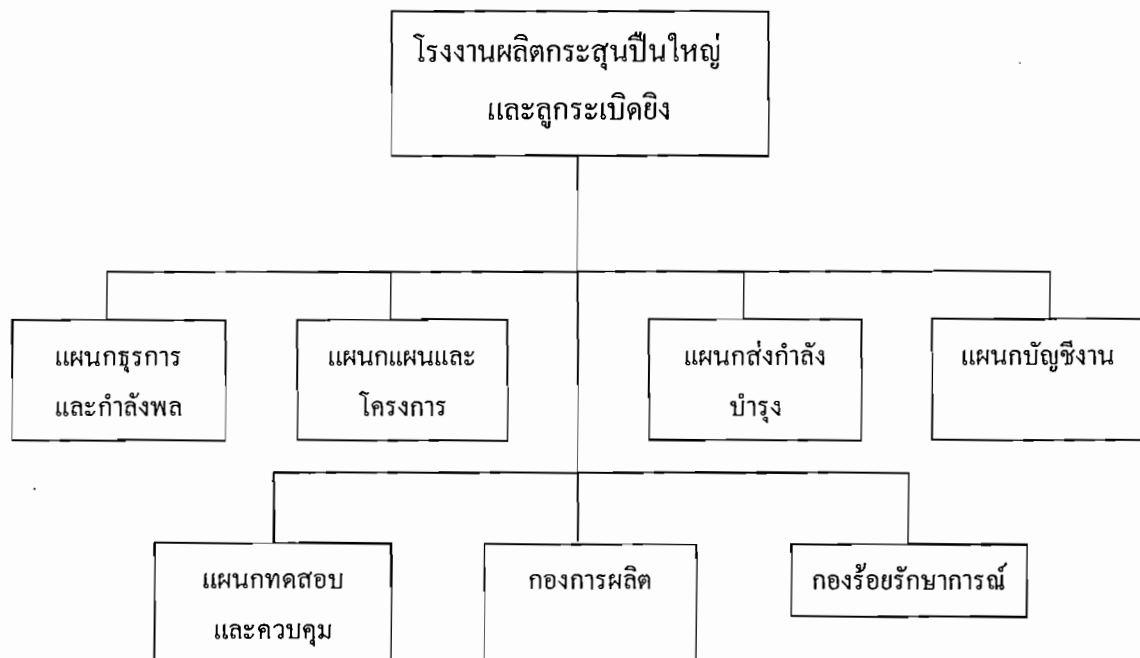 โรงงานผลิตกระสุนปืนใหญ่
และลูกระเบิดยิง
แผนกธุรการ
และกำลังพล
แผนกแผนและ
โครงการ
แผนกส่งกำลัง
บำรุง
แผนกบัญชีงาน
แผนกทดสอบ
และควบคุม
กองการผลิต
กองร้อยรักษาการณ์